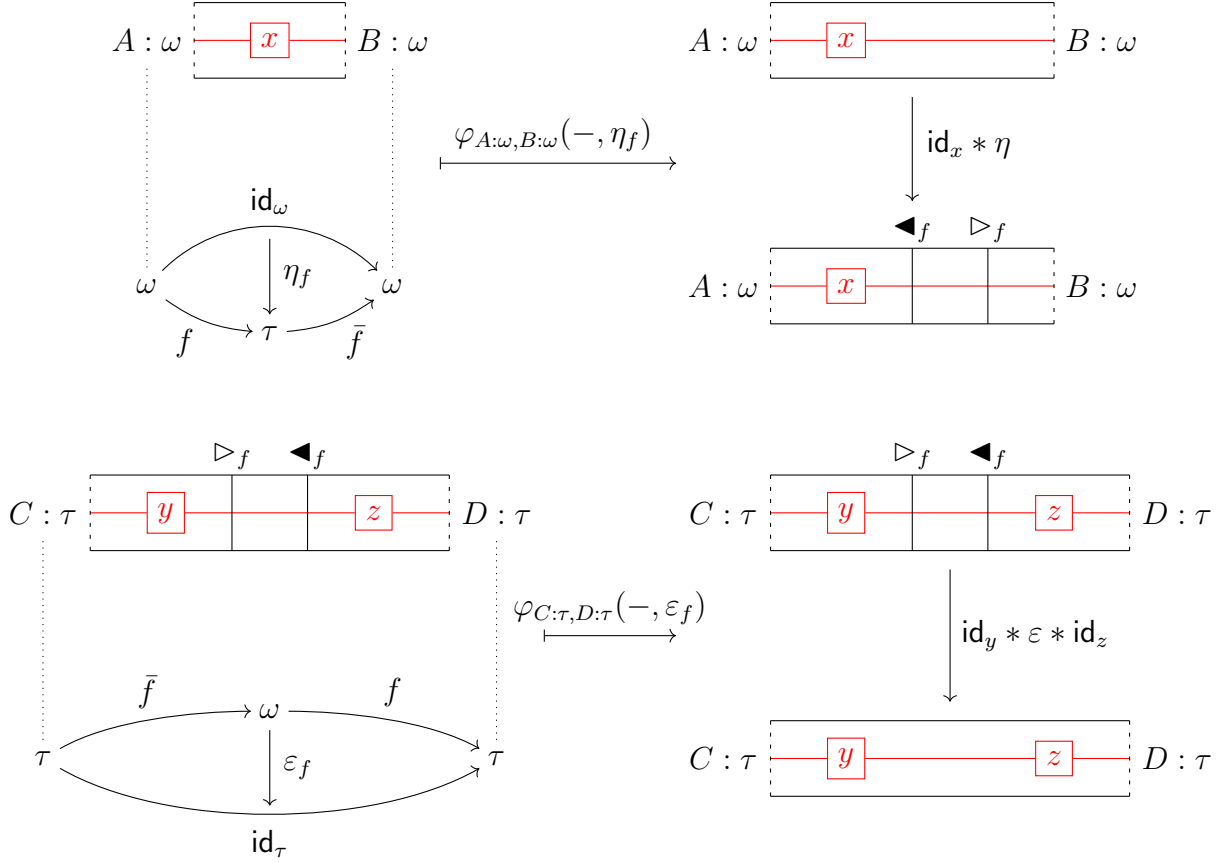 A : ω x B : ω A : ω x B : ω
φ_{A:ω,B:ω}(−, η_f) id_x ∗ η
id_ω
◀_f ▷_f
ω η_f ω A : ω x B : ω
f τ f̄
▷_f ◀_f ▷_f ◀_f
C : τ y z D : τ C : τ y z D : τ
φ_{C:τ,D:τ}(−, ε_f) id_y ∗ ε ∗ id_z
f̄ ω f
τ ε_f τ C : τ y z D : τ
id_τ